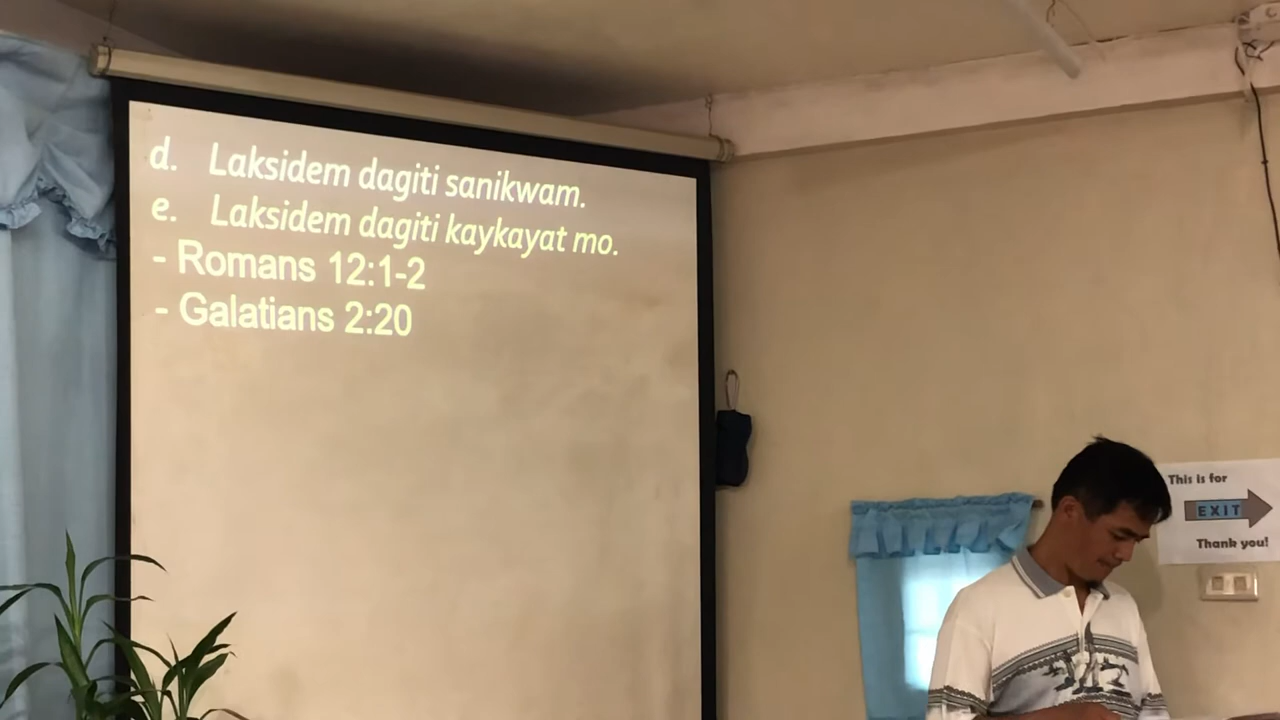 d. Laksidem dagiti sanikwam.
e. Laksidem dagiti kaykayat mo.
- Romans 12:1-2
- Galatians 2:20
This is for
EXIT
Thank you!